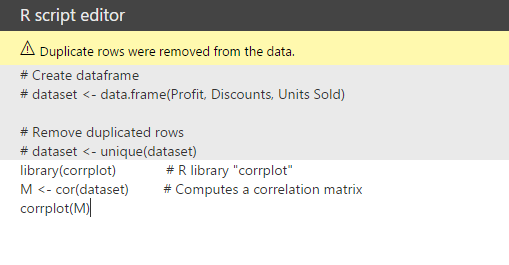 R script editor
Duplicate rows were removed from the data.
# Create dataframe
# dataset <- data.frame(Profit, Discounts, Units Sold)
# Remove duplicated rows
# dataset <- unique(dataset)
library(corrplot) # R library "corrplot"
M <- cor(dataset) # Computes a correlation matrix
corrplot(M)